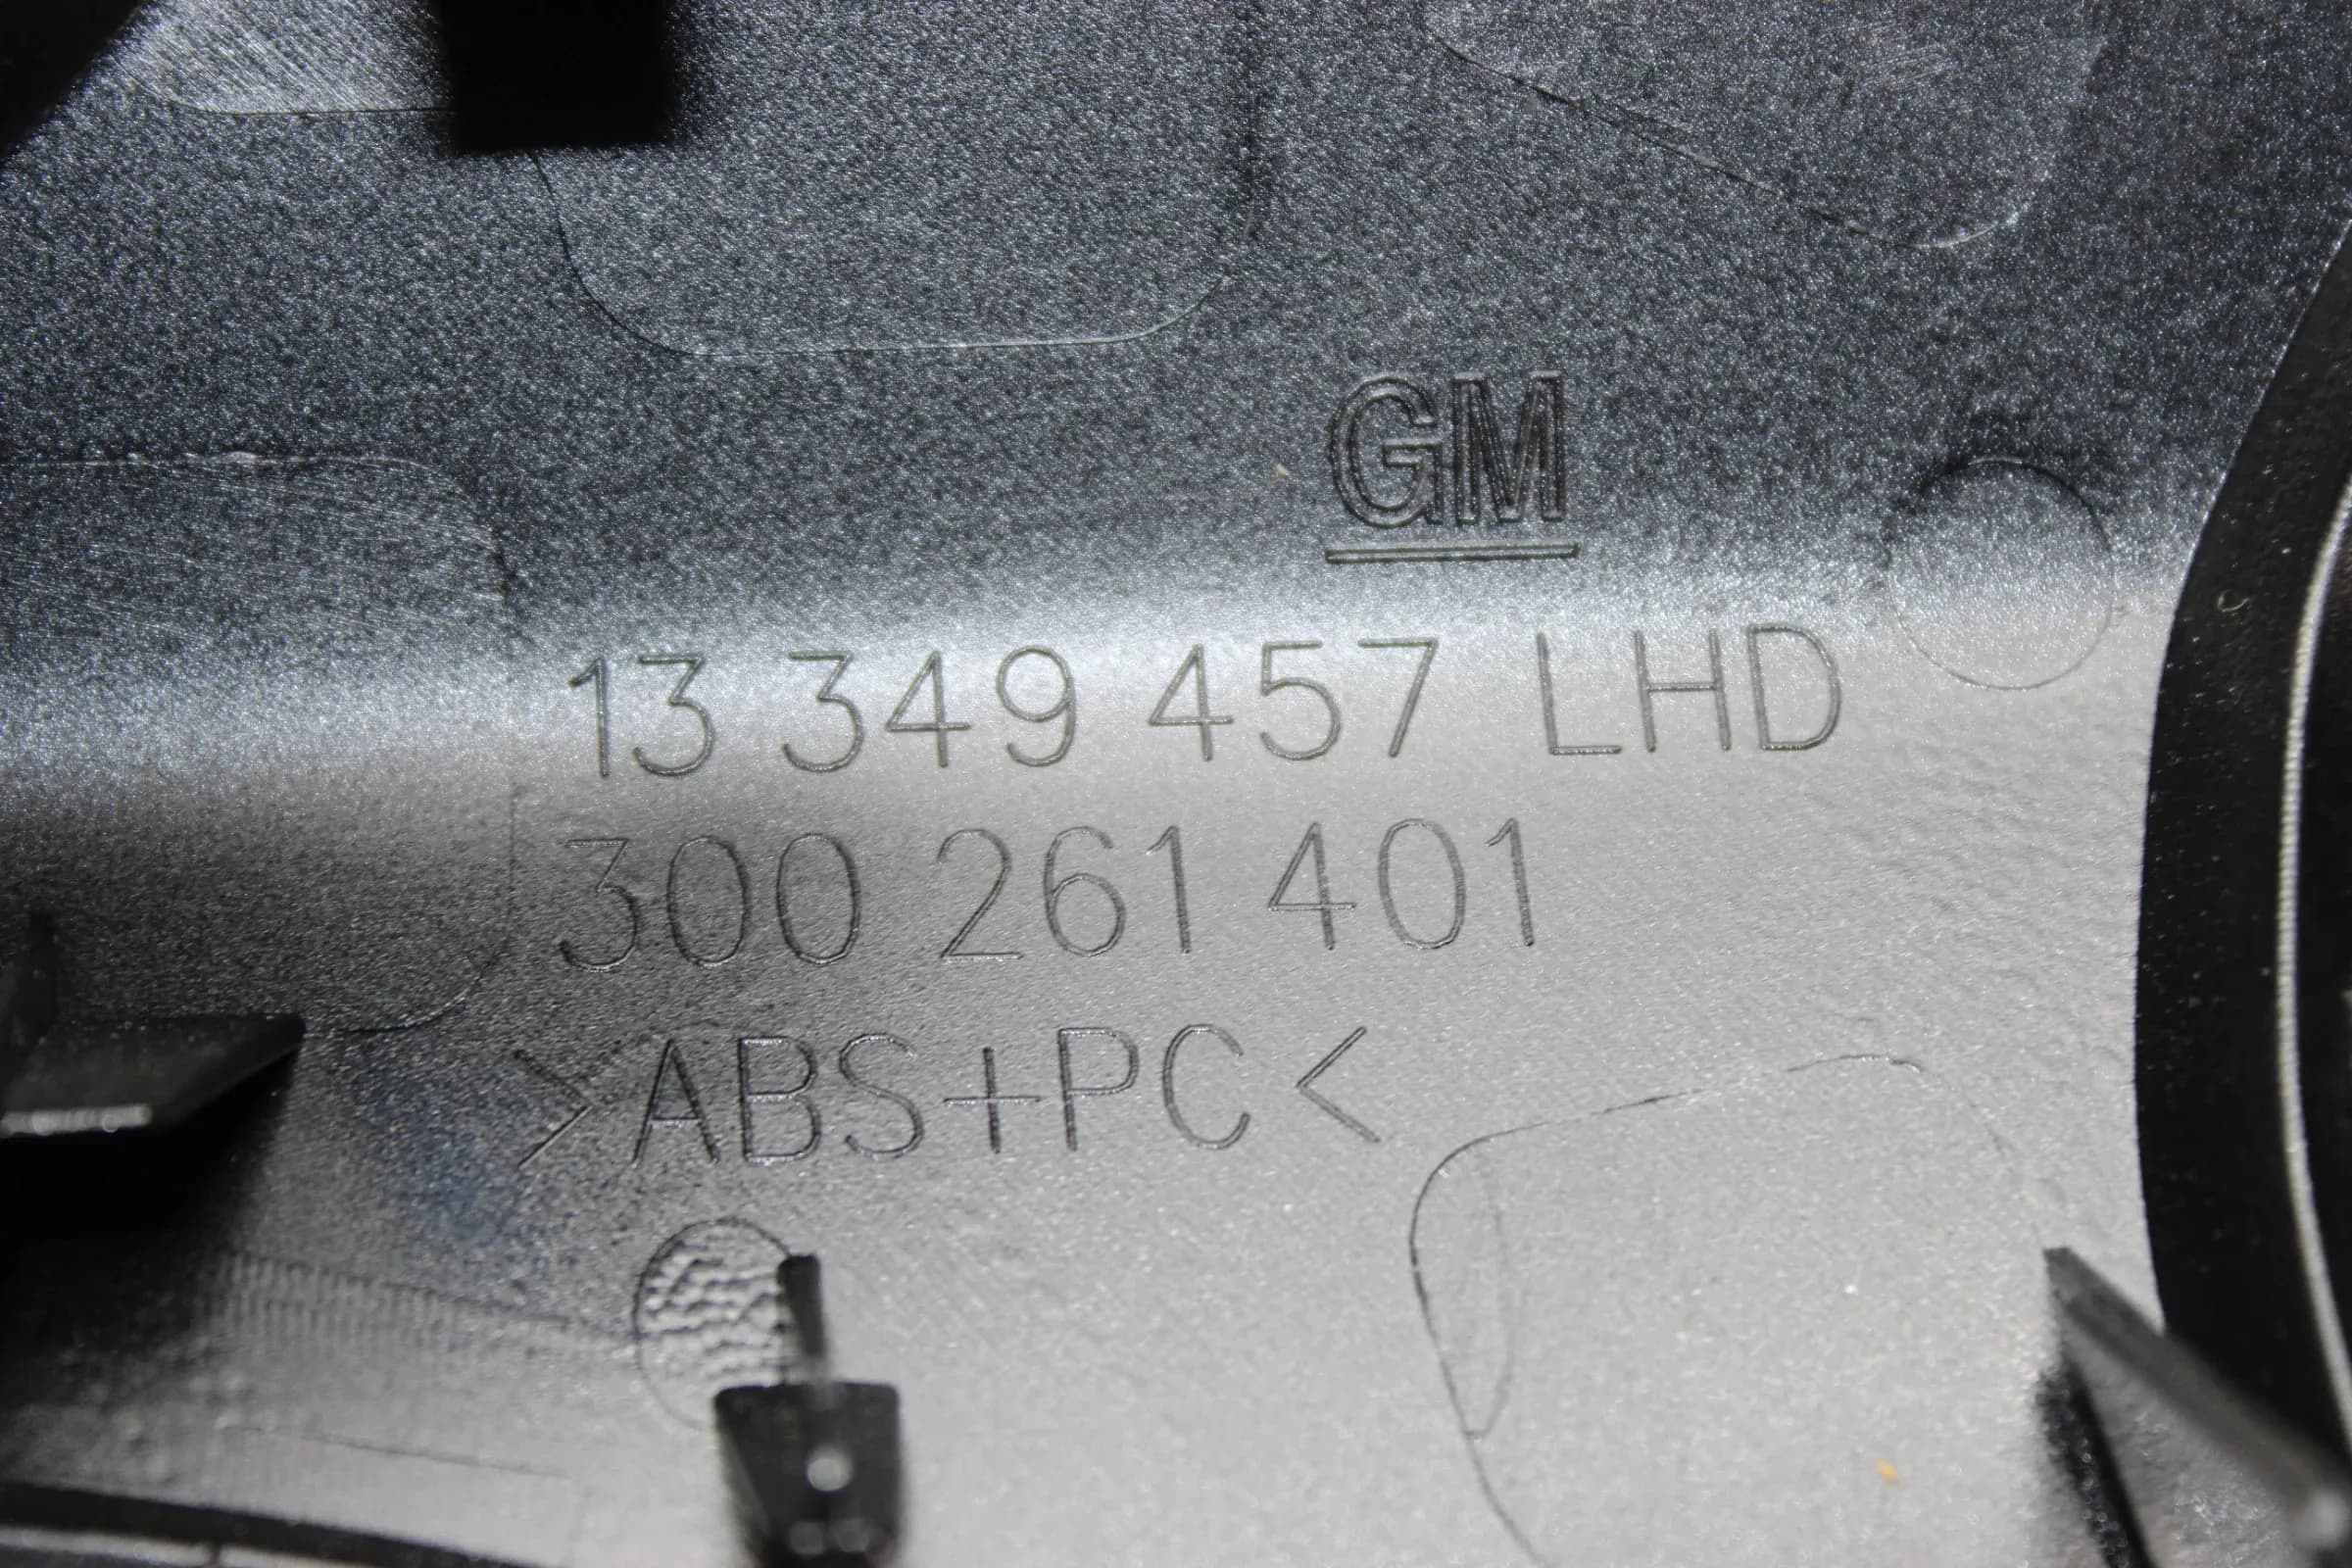 GM
13 349 457 LHD
300 261 401
>ABS+PC<